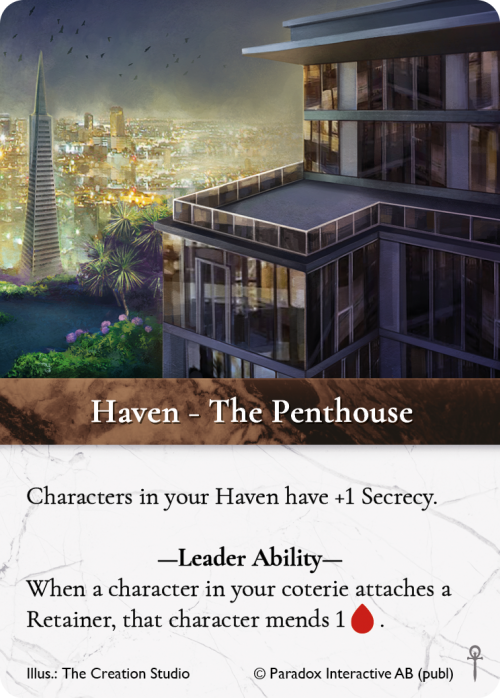 Haven - The Penthouse
Characters in your Haven have +1 Secrecy.
—Leader Ability—
When a character in your coterie attaches a
Retainer, that character mends 1 .
Illus.: The Creation Studio © Paradox Interactive AB (publ)